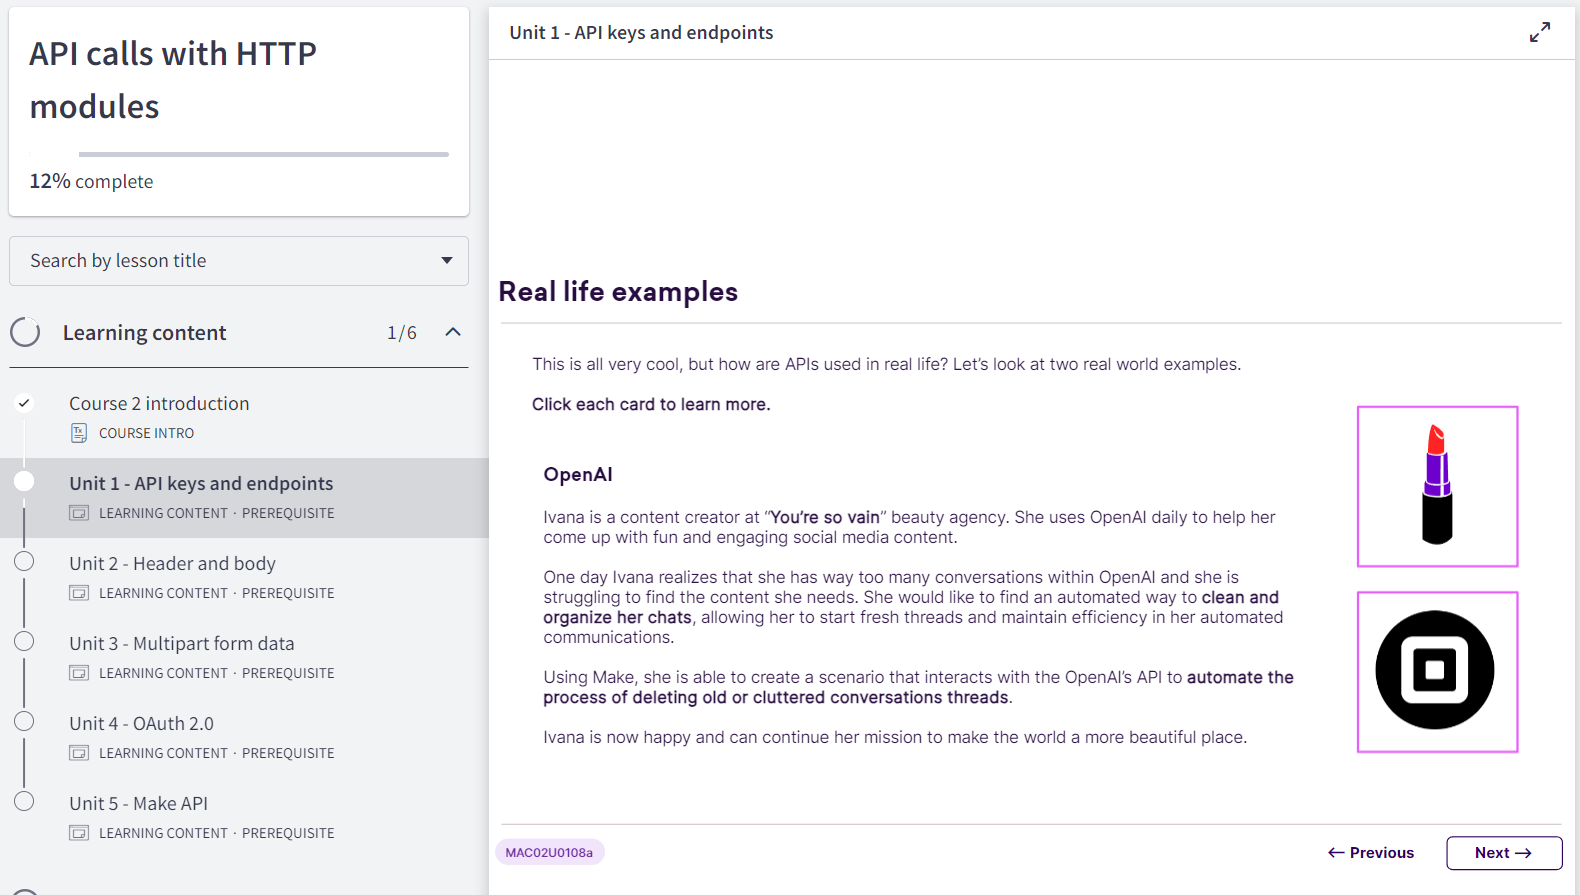 API calls with HTTP
modules
12% complete
Search by lesson title
Learning content 1/6
Course 2 introduction
Tx COURSE INTRO
Unit 1 - API keys and endpoints
LEARNING CONTENT · PREREQUISITE
Unit 2 - Header and body
LEARNING CONTENT · PREREQUISITE
Unit 3 - Multipart form data
LEARNING CONTENT · PREREQUISITE
Unit 4 - OAuth 2.0
LEARNING CONTENT · PREREQUISITE
Unit 5 - Make API
LEARNING CONTENT · PREREQUISITE
Unit 1 - API keys and endpoints
Real life examples
This is all very cool, but how are APIs used in real life? Let’s look at two real world examples.
Click each card to learn more.
OpenAI
Ivana is a content creator at “You’re so vain” beauty agency. She uses OpenAI daily to help her
come up with fun and engaging social media content.
One day Ivana realizes that she has way too many conversations within OpenAI and she is
struggling to find the content she needs. She would like to find an automated way to clean and
organize her chats, allowing her to start fresh threads and maintain efficiency in her automated
communications.
Using Make, she is able to create a scenario that interacts with the OpenAI’s API to automate the
process of deleting old or cluttered conversations threads.
Ivana is now happy and can continue her mission to make the world a more beautiful place.
MAC02U0108a
← Previous
Next →